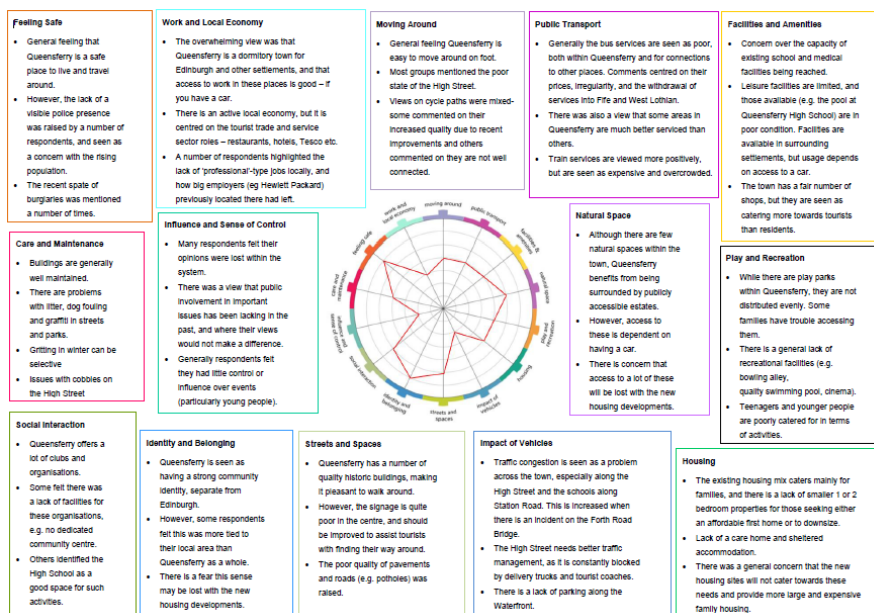 Feeling Safe
• General feeling that
Queensferry is a safe
place to live and travel
around.
• However, the lack of a
visible police presence
was raised by a number of
respondents, and seen as
a concern with the rising
population.
• The recent spate of
burglaries was mentioned
a number of times.
Work and Local Economy
• The overwhelming view was that
Queensferry is a dormitory town for
Edinburgh and other settlements, and that
access to work in these places is good – if
you have a car.
• There is an active local economy, but it is
centred on the tourist trade and service
sector roles – restaurants, hotels, Tesco etc.
• A number of respondents highlighted the
lack of 'professional'-type jobs locally, and
how big employers (eg Hewlett Packard)
previously located there had left.
Moving Around
• General feeling Queensferry is
easy to move around on foot.
• Most groups mentioned the poor
state of the High Street.
• Views on cycle paths were mixed-
some commented on their
increased quality due to recent
improvements and others
commented on they are not well
connected.
Public Transport
• Generally the bus services are seen as poor,
both within Queensferry and for connections
to other places. Comments centred on their
prices, irregularity, and the withdrawal of
services into Fife and West Lothian.
• There was also a view that some areas in
Queensferry are much better serviced than
others.
• Train services are viewed more positively,
but are seen as expensive and overcrowded.
Facilities and Amenities
• Concern over the capacity of
existing school and medical
facilities being reached.
• Leisure facilities are limited, and
those available (e.g. the pool at
Queensferry High School) are in
poor condition. Facilities are
available in surrounding
settlements, but usage depends
on access to a car.
• The town has a fair number of
shops, but they are seen as
catering more towards tourists
than residents.
Care and Maintenance
• Buildings are generally
well maintained.
• There are problems
with litter, dog fouling
and graffiti in streets
and parks.
• Gritting in winter can be
selective
• Issues with cobbles on
the High Street
Influence and Sense of Control
• Many respondents felt their
opinions were lost within the
system.
• There was a view that public
involvement in important
issues has been lacking in the
past, and where their views
would not make a difference.
• Generally respondents felt
they had little control or
influence over events
(particularly young people).
moving around
public transport
facilities &
amenities
natural space
play and
recreation
housing
impact of
vehicles
streets and
spaces
identity and
belonging
social interaction
influence and
sense of control
care and
maintenance
feeling safe
work and
local economy
Natural Space
• Although there are few
natural spaces within the
town, Queensferry
benefits from being
surrounded by publicly
accessible estates.
• However, access to
these is dependent on
having a car.
• There is concern that
access to a lot of these
will be lost with the new
housing developments.
Play and Recreation
• While there are play parks
within Queensferry, they are not
distributed evenly. Some
families have trouble accessing
them.
• There is a general lack of
recreational facilities (e.g.
bowling alley,
quality swimming pool, cinema).
• Teenagers and younger people
are poorly catered for in terms
of activities.
Social Interaction
• Queensferry offers a
lot of clubs and
organisations.
• Some felt there was
a lack of facilities for
these organisations,
e.g. no dedicated
community centre.
• Others identified the
High School as a
good space for such
activities.
Identity and Belonging
• Queensferry is seen as
having a strong community
identity, separate from
Edinburgh.
• However, some respondents
felt this was more tied to
their local area than
Queensferry as a whole.
• There is a fear this sense
may be lost with the new
housing developments.
Streets and Spaces
• Queensferry has a number of
quality historic buildings, making
it pleasant to walk around.
• However, the signage is quite
poor in the centre, and should
be improved to assist tourists
with finding their way around.
• The poor quality of pavements
and roads (e.g. potholes) was
raised.
Impact of Vehicles
• Traffic congestion is seen as a problem
across the town, especially along the
High Street and the schools along
Station Road. This is increased when
there is an incident on the Forth Road
Bridge.
• The High Street needs better traffic
management, as it is constantly blocked
by delivery trucks and tourist coaches.
• There is a lack of parking along the
Waterfront.
Housing
• The existing housing mix caters mainly for
families, and there is a lack of smaller 1 or 2
bedroom properties for those seeking either
an affordable first home or to downsize.
• Lack of a care home and sheltered
accommodation.
• There was a general concern that the new
housing sites will not cater towards these
needs and provide more large and expensive
family housing.